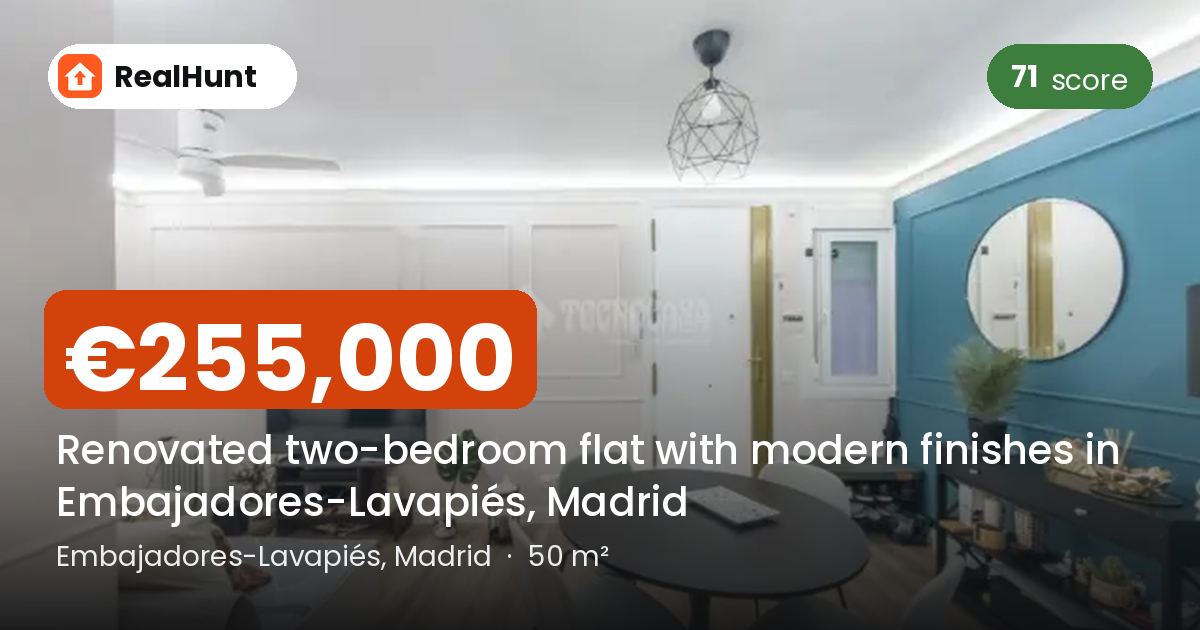 RealHunt
71 score
TECNOCASA
€255,000
Renovated two-bedroom flat with modern finishes in
Embajadores-Lavapiés, Madrid
Embajadores-Lavapiés, Madrid · 50 m²